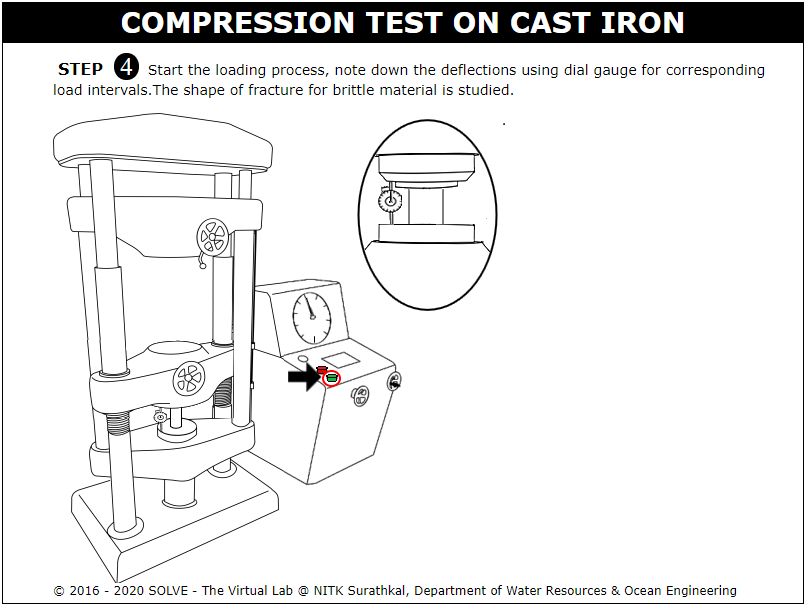 COMPRESSION TEST ON CAST IRON
STEP 4 Start the loading process, note down the deflections using dial gauge for corresponding
load intervals.The shape of fracture for brittle material is studied.
© 2016 - 2020 SOLVE - The Virtual Lab @ NITK Surathkal, Department of Water Resources & Ocean Engineering